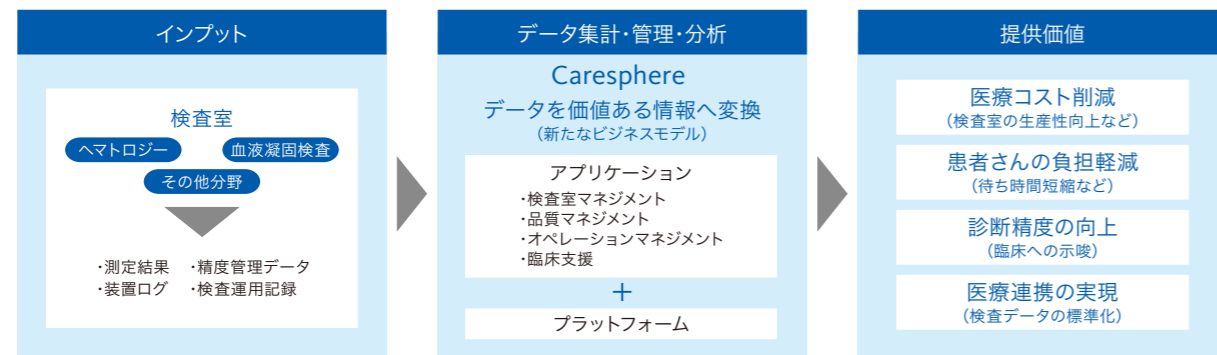 インプット
検査室
ヘマトロジー
血液凝固検査
その他分野
・測定結果 ・精度管理データ
・装置ログ ・検査運用記録
データ集計・管理・分析
Caresphere
データを価値ある情報へ変換
（新たなビジネスモデル）
アプリケーション
・検査室マネジメント
・品質マネジメント
・オペレーションマネジメント
・臨床支援
＋
プラットフォーム
提供価値
医療コスト削減
（検査室の生産性向上など）
患者さんの負担軽減
（待ち時間短縮など）
診断精度の向上
（臨床への示唆）
医療連携の実現
（検査データの標準化）